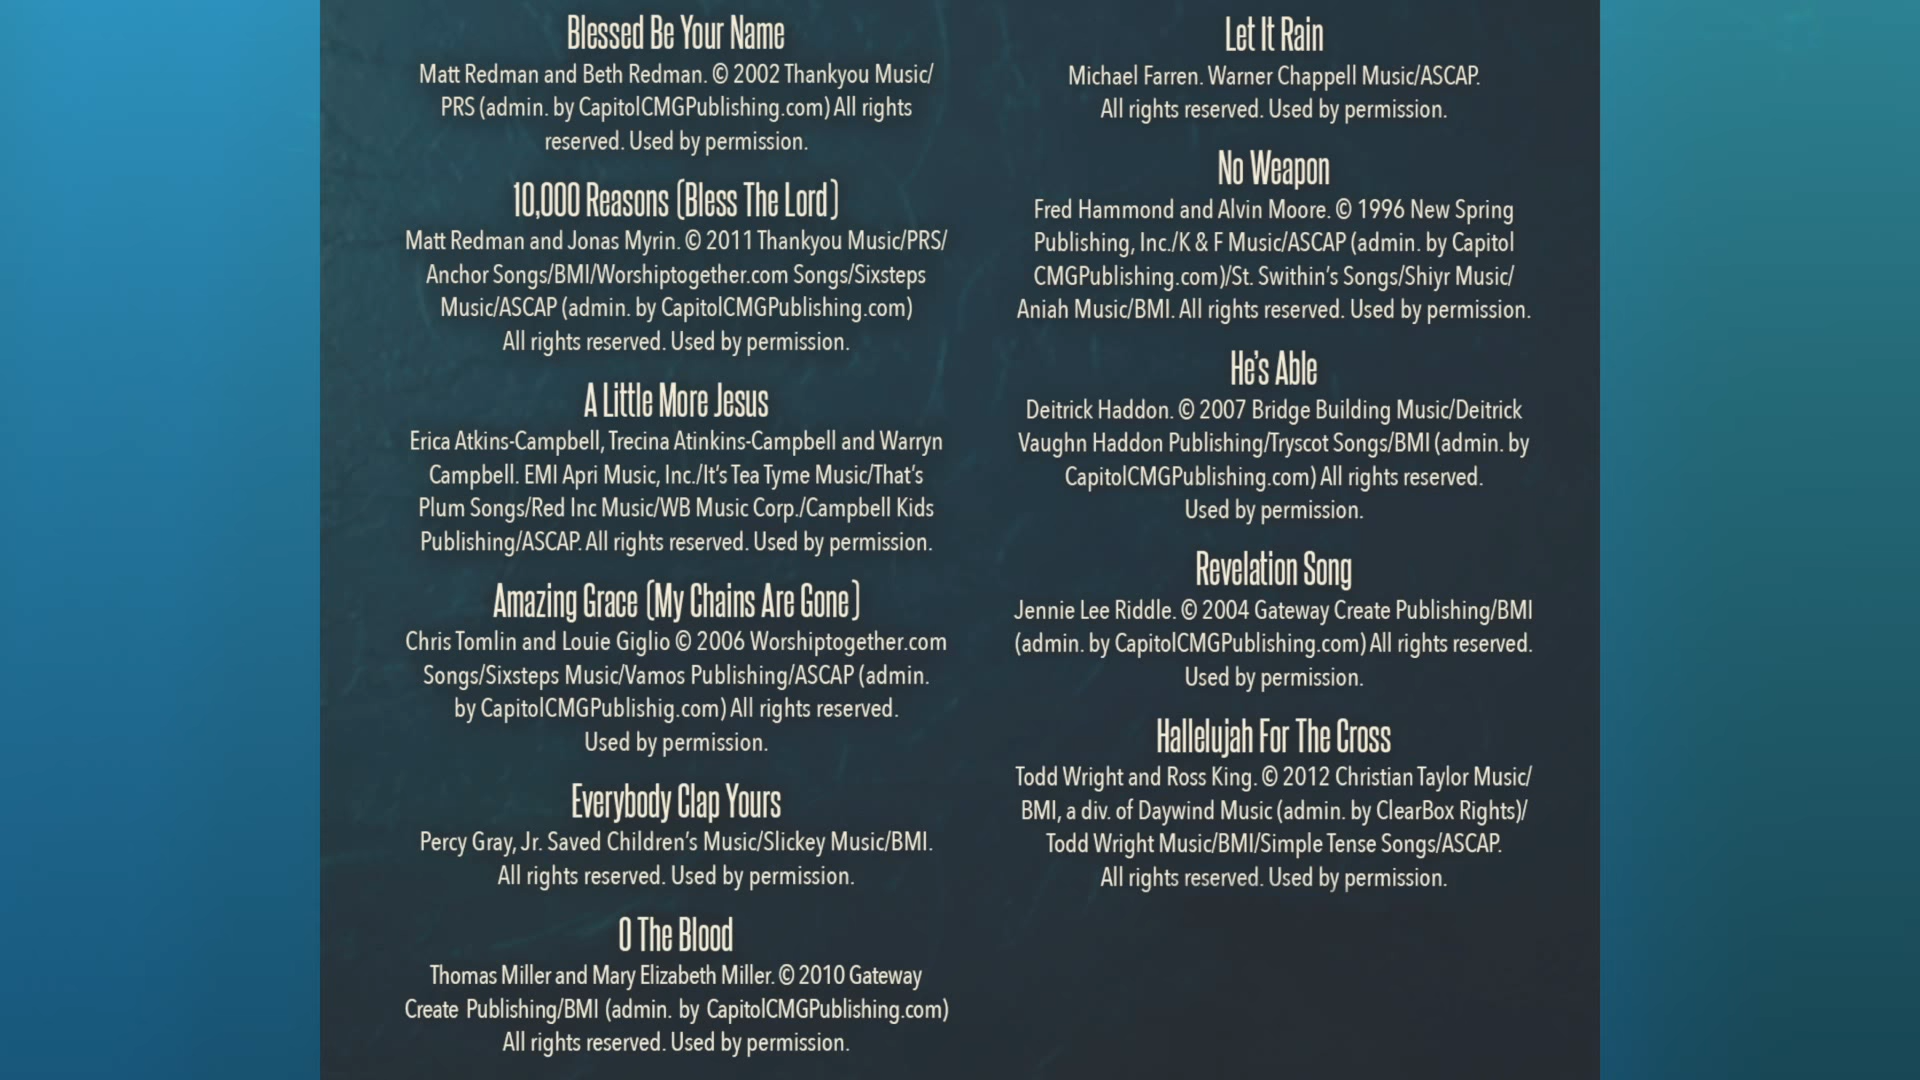 Blessed Be Your Name
Matt Redman and Beth Redman. © 2002 Thankyou Music/
PRS (admin. by CapitolCMGPublishing.com) All rights
reserved. Used by permission.
10,000 Reasons (Bless The Lord)
Matt Redman and Jonas Myrin. © 2011 Thankyou Music/PRS/
Anchor Songs/BMI/Worshiptogether.com Songs/Sixsteps
Music/ASCAP (admin. by CapitolCMGPublishing.com)
All rights reserved. Used by permission.
A Little More Jesus
Erica Atkins-Campbell, Trecina Atinkins-Campbell and Warryn
Campbell. EMI Apri Music, Inc./It's Tea Tyme Music/That's
Plum Songs/Red Inc Music/WB Music Corp./Campbell Kids
Publishing/ASCAP. All rights reserved. Used by permission.
Amazing Grace (My Chains Are Gone)
Chris Tomlin and Louie Giglio © 2006 Worshiptogether.com
Songs/Sixsteps Music/Vamos Publishing/ASCAP (admin.
by CapitolCMGPublishig.com) All rights reserved.
Used by permission.
Everybody Clap Yours
Percy Gray, Jr. Saved Children's Music/Slickey Music/BMI.
All rights reserved. Used by permission.
O The Blood
Thomas Miller and Mary Elizabeth Miller. © 2010 Gateway
Create Publishing/BMI (admin. by CapitolCMGPublishing.com)
All rights reserved. Used by permission.
Let It Rain
Michael Farren. Warner Chappell Music/ASCAP.
All rights reserved. Used by permission.
No Weapon
Fred Hammond and Alvin Moore. © 1996 New Spring
Publishing, Inc./K & F Music/ASCAP (admin. by Capitol
CMGPublishing.com)/St. Swithin's Songs/Shiyr Music/
Aniah Music/BMI. All rights reserved. Used by permission.
He's Able
Deitrick Haddon. © 2007 Bridge Building Music/Deitrick
Vaughn Haddon Publishing/Tryscot Songs/BMI (admin. by
CapitolCMGPublishing.com) All rights reserved.
Used by permission.
Revelation Song
Jennie Lee Riddle. © 2004 Gateway Create Publishing/BMI
(admin. by CapitolCMGPublishing.com) All rights reserved.
Used by permission.
Hallelujah For The Cross
Todd Wright and Ross King. © 2012 Christian Taylor Music/
BMI, a div. of Daywind Music (admin. by ClearBox Rights)/
Todd Wright Music/BMI/Simple Tense Songs/ASCAP.
All rights reserved. Used by permission.